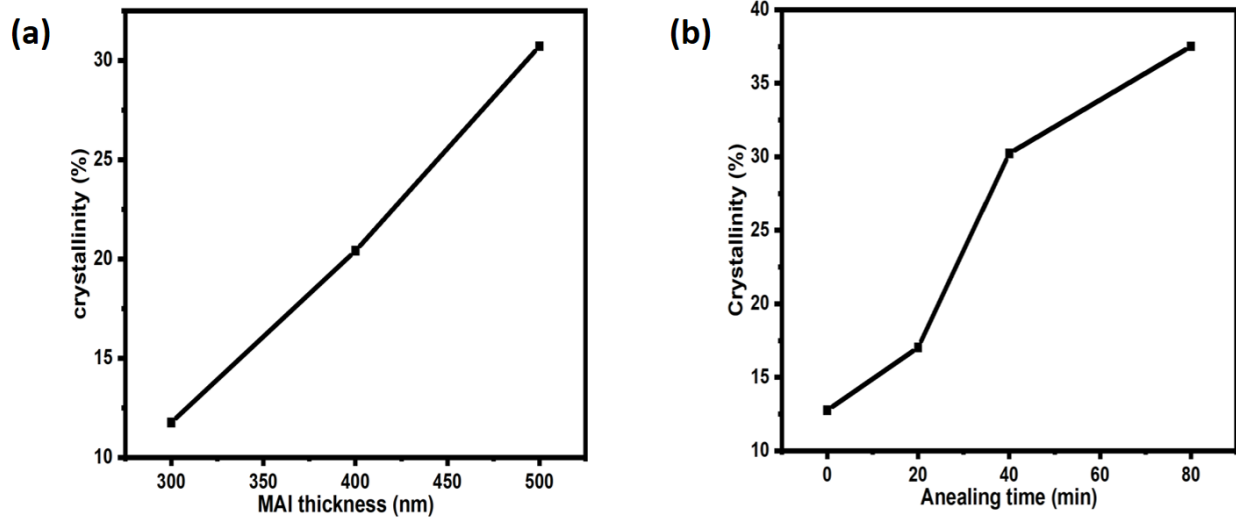 (a)
crystallinity (%)
30
25
20
15
10
300 350 400 450 500
MAI thickness (nm)
(b)
Crystallinity (%)
40
35
30
25
20
15
10
0 20 40 60 80
Anealing time (min)